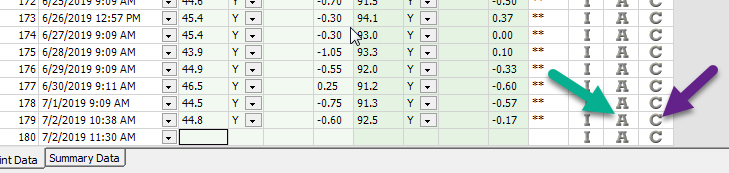 172 6/25/2019 9:09 AM 44.6 Y -0.70 91.5 Y -0.50 ** I A C
173 6/26/2019 12:57 PM 45.4 Y -0.30 94.1 Y 0.37 ** I A C
174 6/27/2019 9:09 AM 45.4 Y -0.30 93.0 Y 0.00 ** I A C
175 6/28/2019 9:09 AM 43.9 Y -1.05 93.3 Y 0.10 ** I A C
176 6/29/2019 9:09 AM 44.9 Y -0.55 92.0 Y -0.33 ** I A C
177 6/30/2019 9:11 AM 46.5 Y 0.25 91.2 Y -0.60 ** I A C
178 7/1/2019 9:09 AM 44.5 Y -0.75 91.3 Y -0.57 ** A C
179 7/2/2019 10:38 AM 44.8 Y -0.60 92.5 Y -0.17 ** I A C
180 7/2/2019 11:30 AM I A C
int Data Summary Data